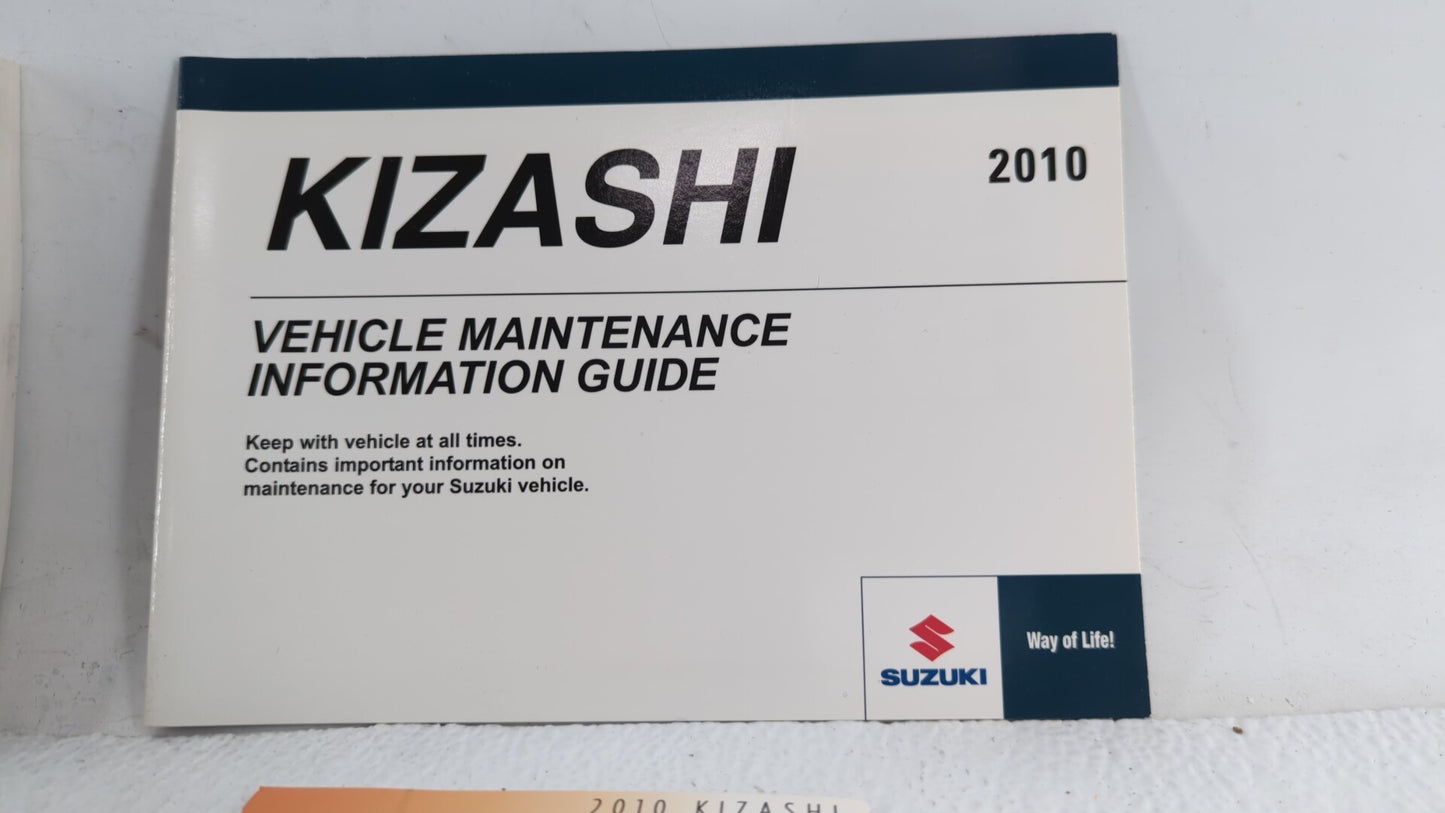 KIZASHI
2010
VEHICLE MAINTENANCE
INFORMATION GUIDE
Keep with vehicle at all times.
Contains important information on
maintenance for your Suzuki vehicle.
SUZUKI
Way of Life!
2010 KIZASHI